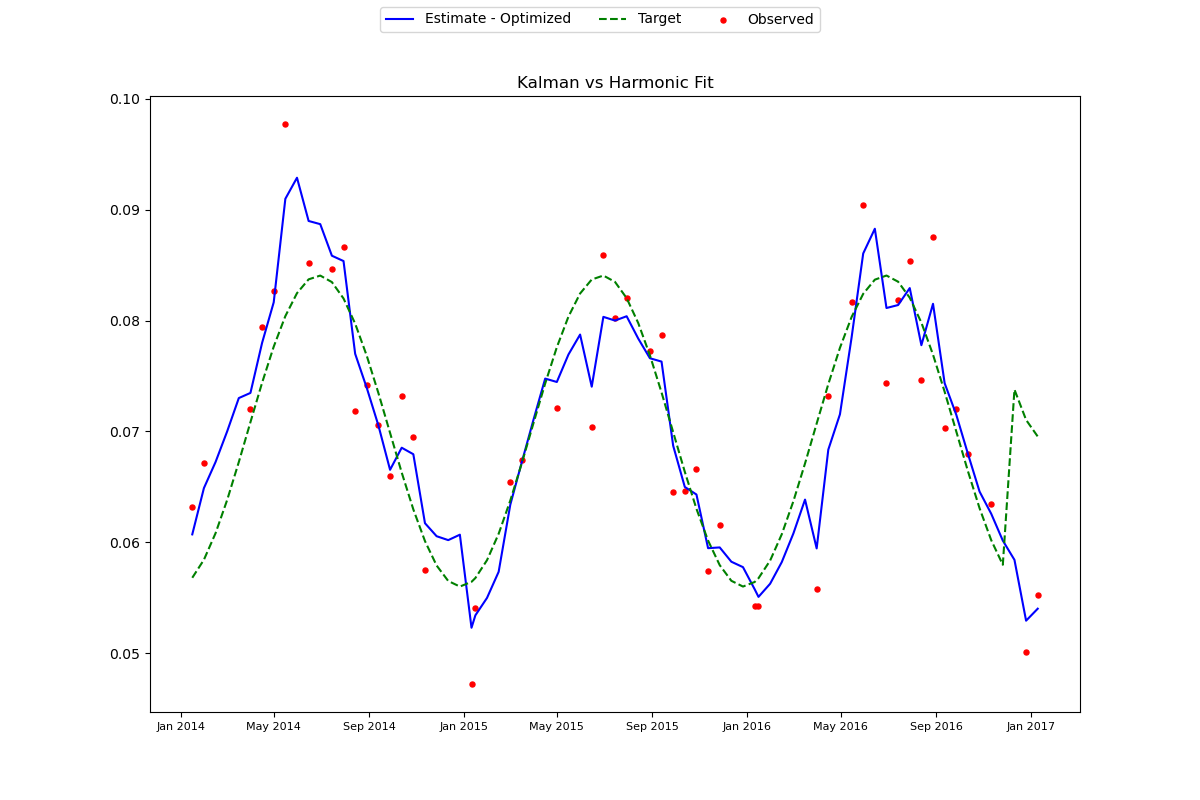 Estimate - Optimized Target Observed
Kalman vs Harmonic Fit
0.10
0.09
0.08
0.07
0.06
0.05
Jan 2014 May 2014 Sep 2014 Jan 2015 May 2015 Sep 2015 Jan 2016 May 2016 Sep 2016 Jan 2017